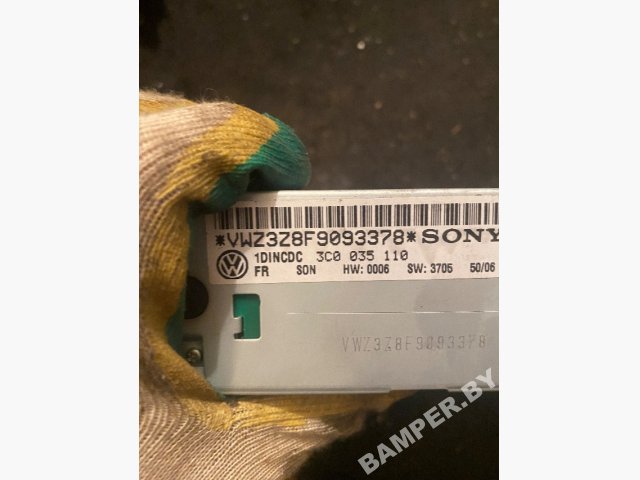 *VWZ3Z8F9093378* SONY
1DINCDC 3C0 035 110
FR SON HW: 0006 SW: 3705 50/06
VWZ3Z8F9093378
BAMPER.BY